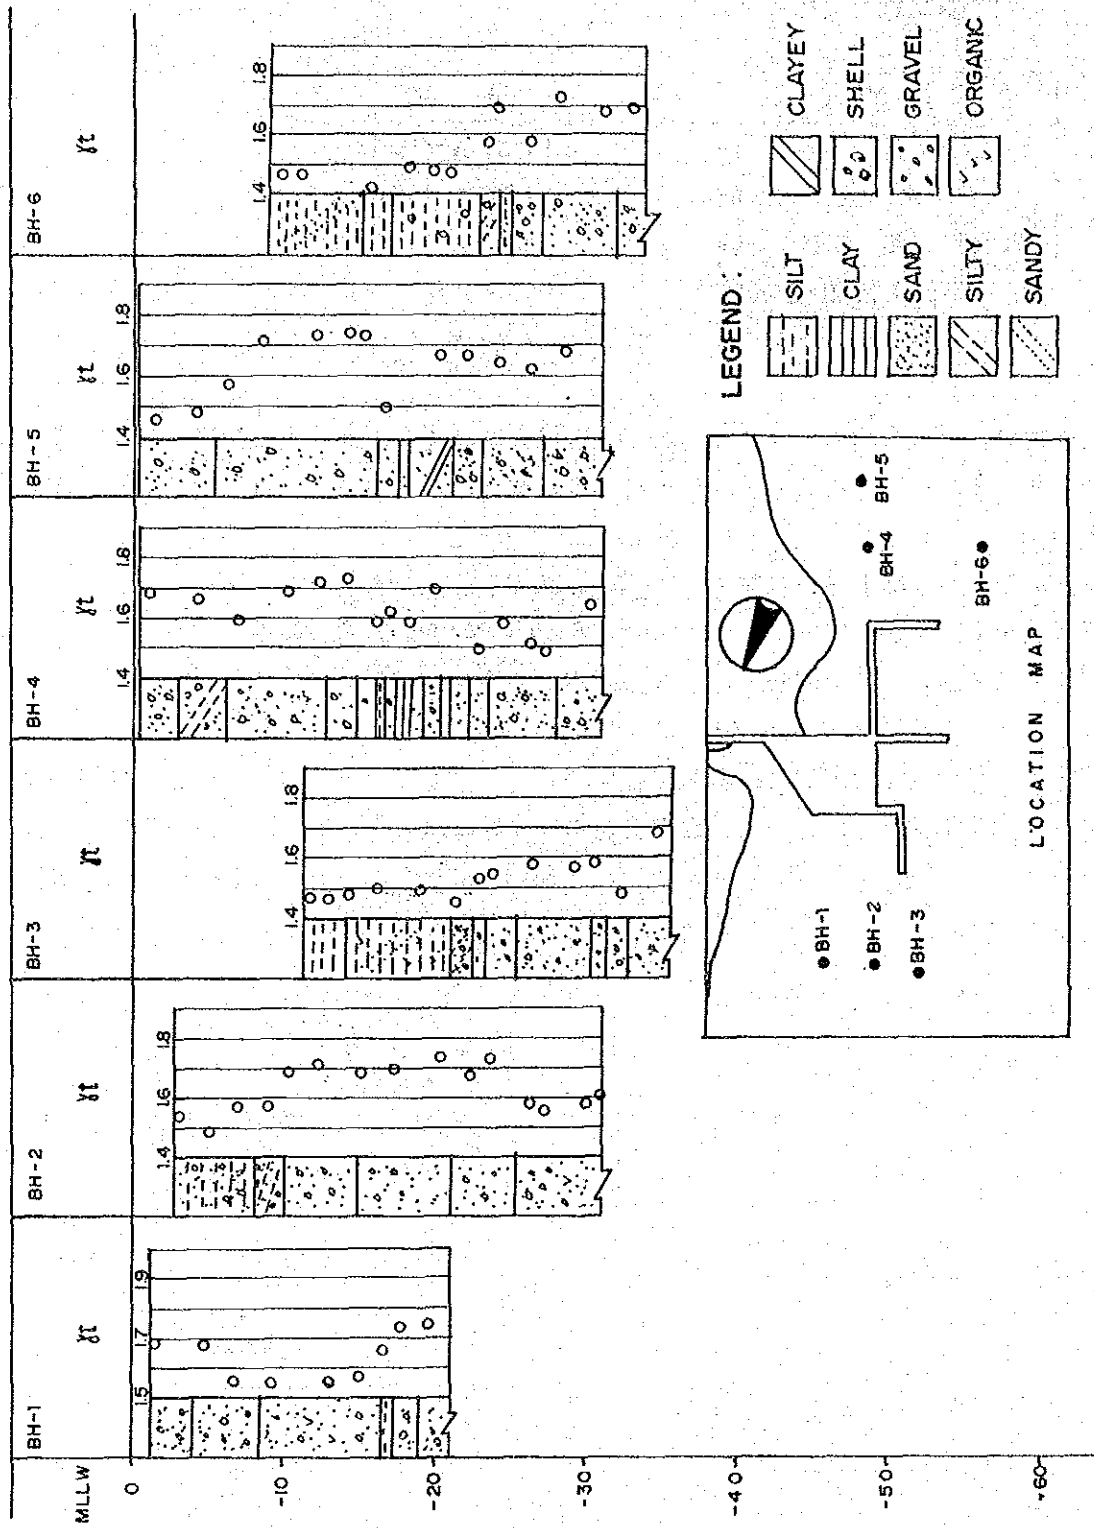 MLLW
0
-10
-20
-30
-40
-50
-60
BH-1
γt
1.5 1.7 1.9
BH-2
γt
1.4 1.6 1.8
BH-3
γt
1.4 1.6 1.8
BH-4
γt
1.4 1.6 1.8
BH-5
γt
1.4 1.6 1.8
BH-6
γt
1.4 1.6 1.8
LEGEND:
SILT
CLAY
SAND
SILTY
SANDY
CLAYEY
SHELL
GRAVEL
ORGANIC
BH-1
BH-2
BH-3
BH-4
BH-5
BH-6
LOCATION MAP